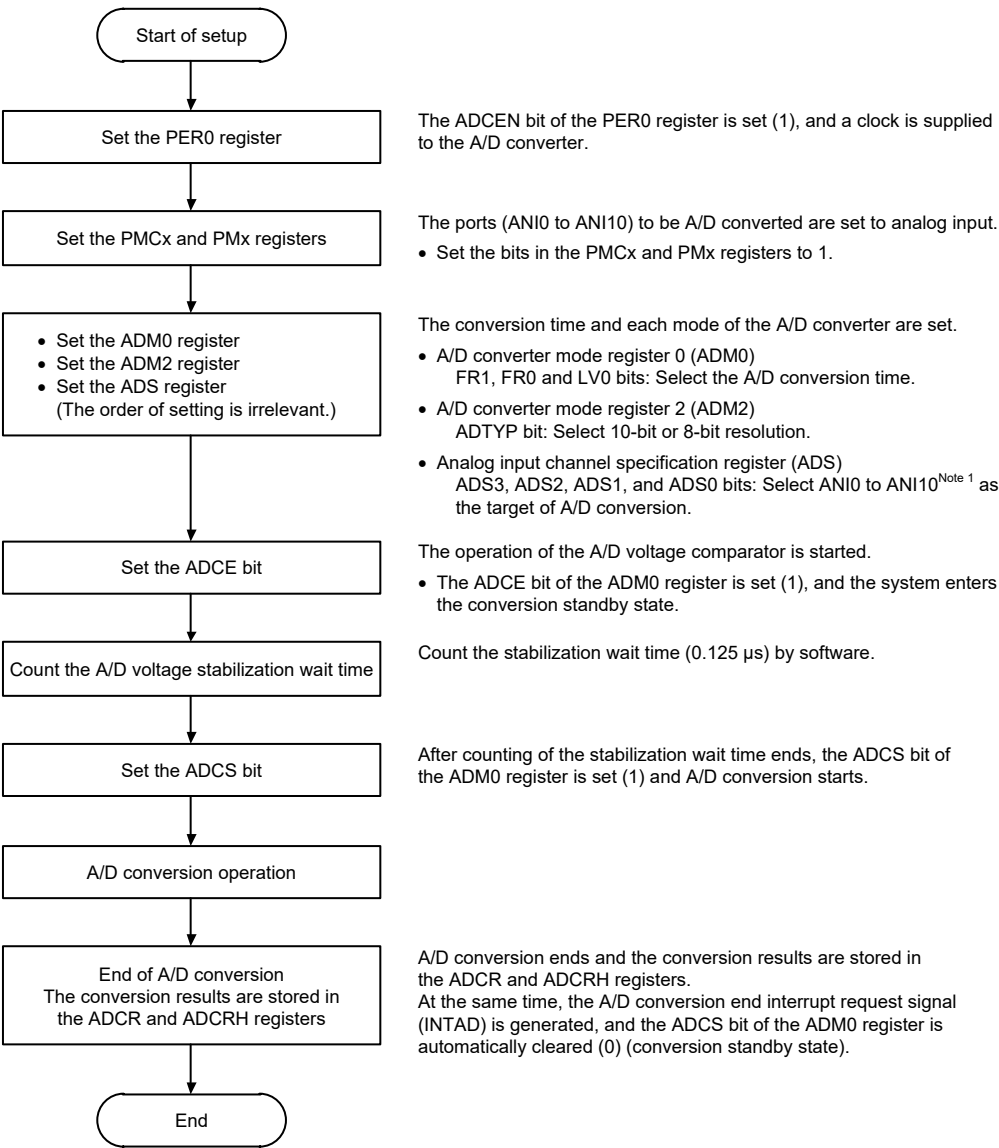 Start of setup
Set the PER0 register
The ADCEN bit of the PER0 register is set (1), and a clock is supplied
to the A/D converter.
Set the PMCx and PMx registers
The ports (ANI0 to ANI10) to be A/D converted are set to analog input.
• Set the bits in the PMCx and PMx registers to 1.
• Set the ADM0 register
• Set the ADM2 register
• Set the ADS register
(The order of setting is irrelevant.)
The conversion time and each mode of the A/D converter are set.
• A/D converter mode register 0 (ADM0)
FR1, FR0 and LV0 bits: Select the A/D conversion time.
• A/D converter mode register 2 (ADM2)
ADTYP bit: Select 10-bit or 8-bit resolution.
• Analog input channel specification register (ADS)
ADS3, ADS2, ADS1, and ADS0 bits: Select ANI0 to ANI10Note 1 as
the target of A/D conversion.
Set the ADCE bit
The operation of the A/D voltage comparator is started.
• The ADCE bit of the ADM0 register is set (1), and the system enters
the conversion standby state.
Count the A/D voltage stabilization wait time
Count the stabilization wait time (0.125 µs) by software.
Set the ADCS bit
After counting of the stabilization wait time ends, the ADCS bit of
the ADM0 register is set (1) and A/D conversion starts.
A/D conversion operation
End of A/D conversion
The conversion results are stored in
the ADCR and ADCRH registers
A/D conversion ends and the conversion results are stored in
the ADCR and ADCRH registers.
At the same time, the A/D conversion end interrupt request signal
(INTAD) is generated, and the ADCS bit of the ADM0 register is
automatically cleared (0) (conversion standby state).
End